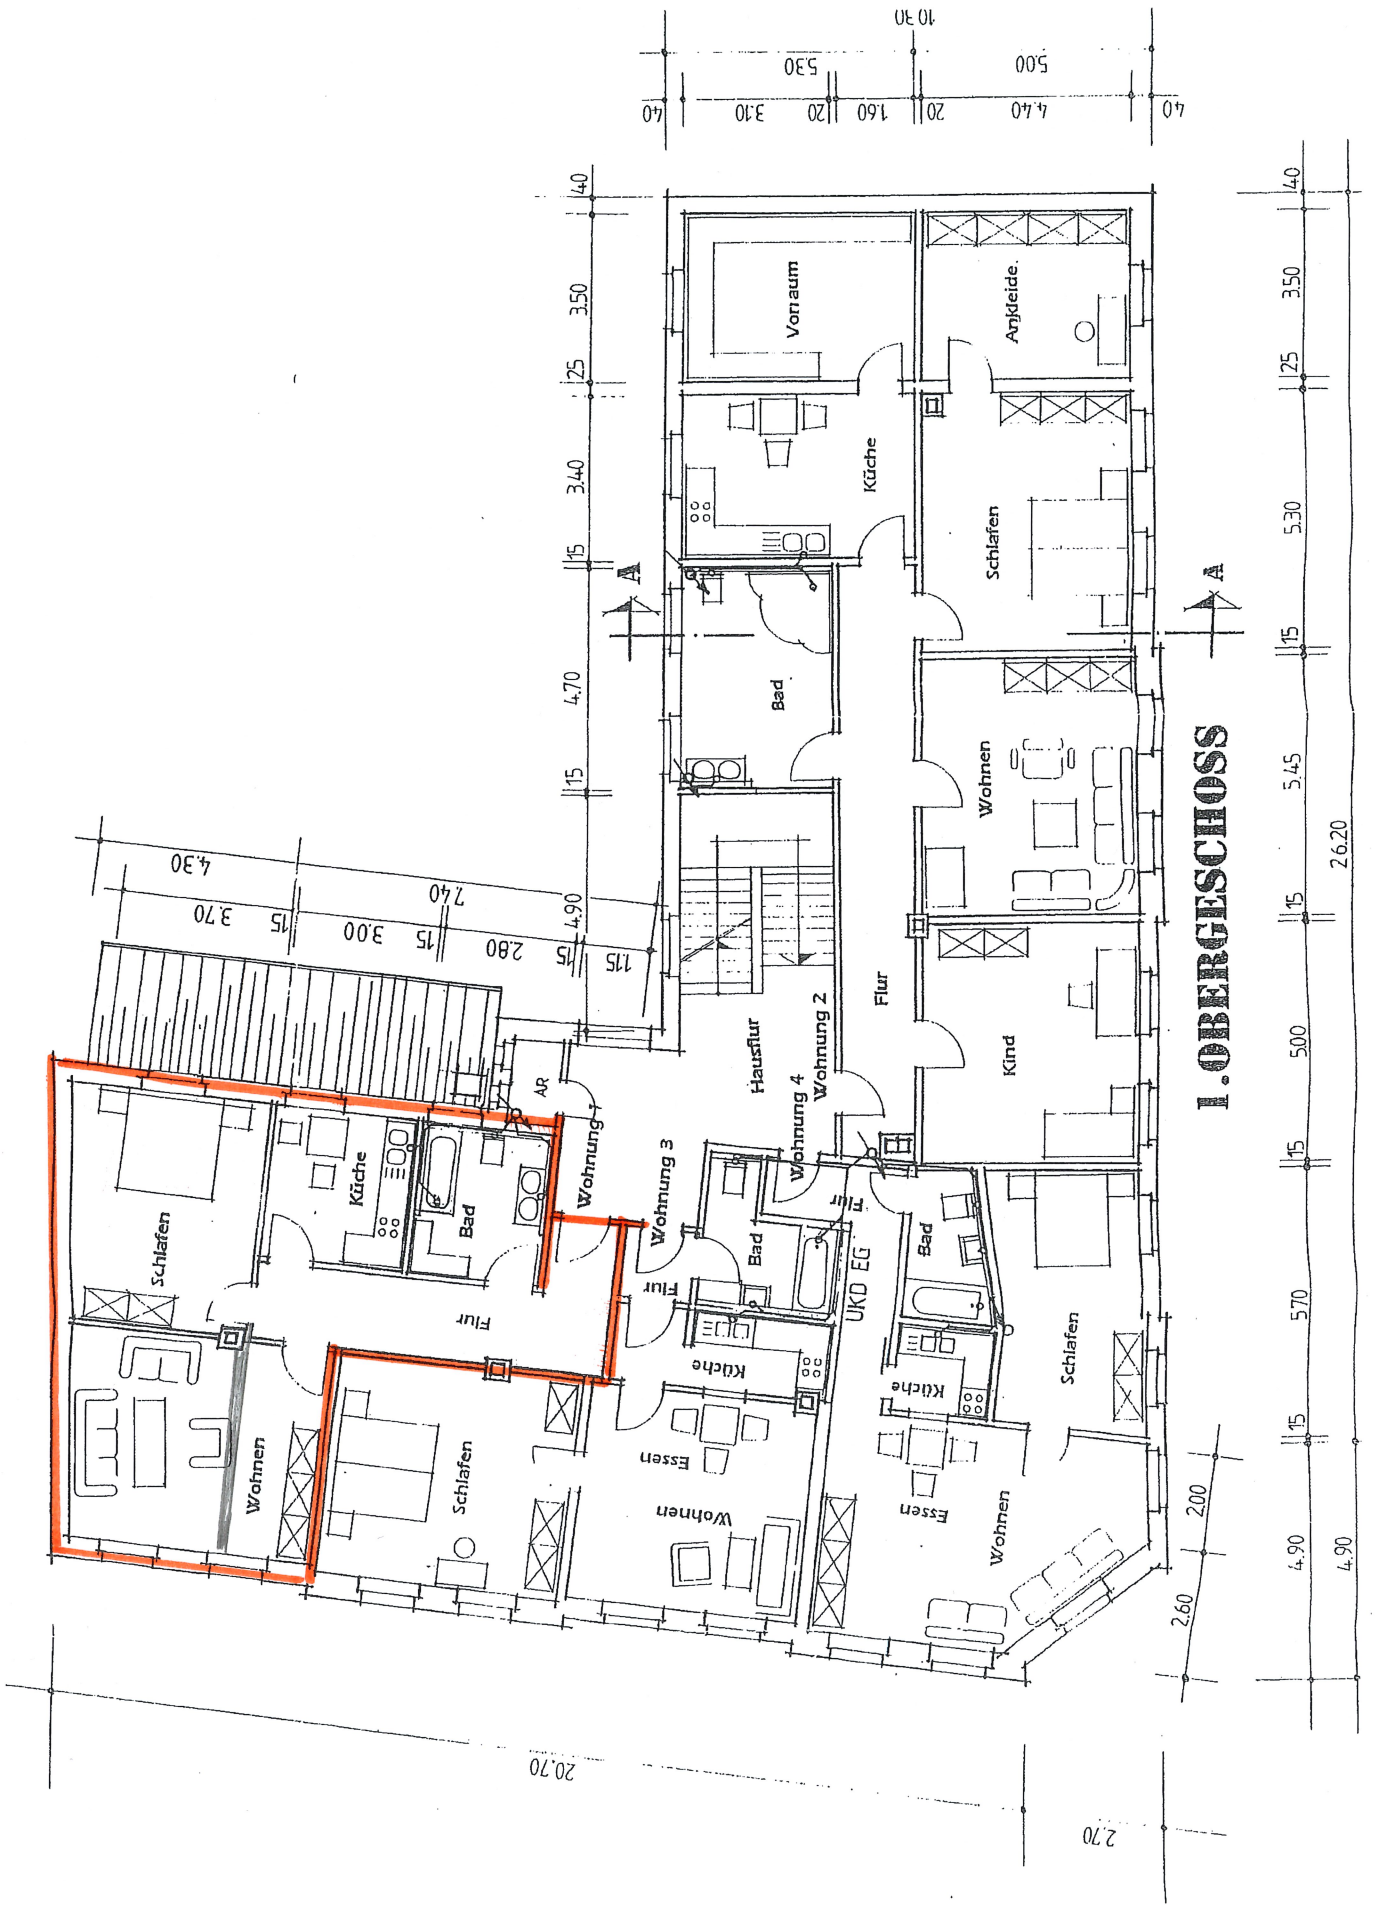 10.30
5.30
5.00
40
3.10
20
1.60
20
4.40
40
40
3.50
25
3.40
15
4.70
15
4.90
40
3.50
25
5.30
15
5.45
15
5.00
15
5.70
15
4.90
26.20
4.90
4.30
7.40
3.70
15
3.00
15
2.80
15
1.15
Vorraum
Ankleide.
Küche
Schlafen
A
A
Bad
Wohnen
Hausflur
Flur
Kind
Wohnung 2
Wohnung 4
Wohnung 3
Wohnung
AR
Schlafen
Küche
Bad
Flur
Wohnen
Schlafen
Flur
Bad
Küche
Essen
Wohnen
Flur
Bad
UKD EG
Küche
Essen
Wohnen
Schlafen
I.OBERGESCHOSS
2.00
2.60
20.70
2.70